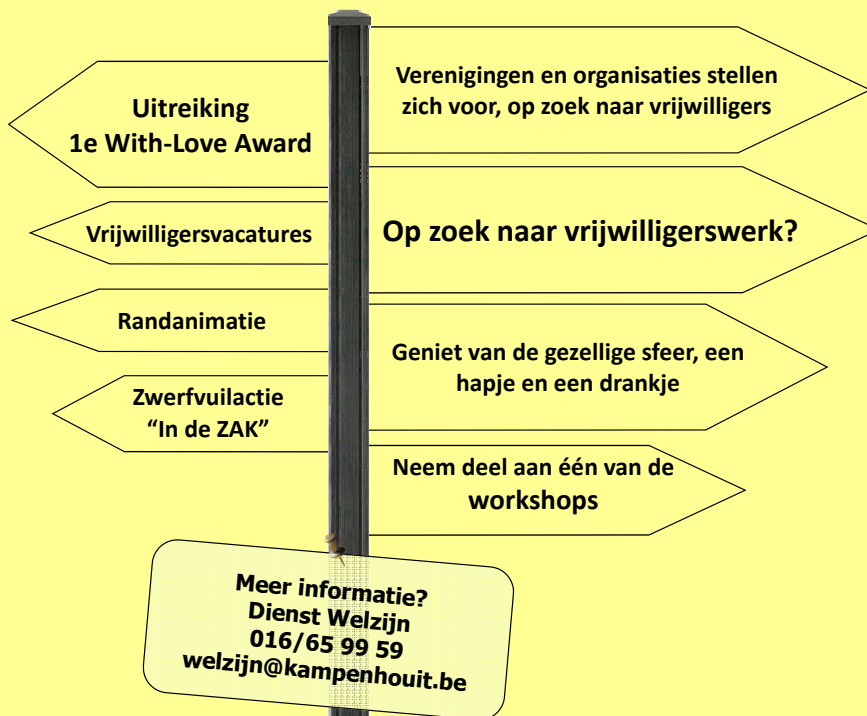 Uitreiking
1e With-Love Award
Vrijwilligersvacatures
Randanimatie
Zwerfvuilactie
“In de ZAK”
Verenigingen en organisaties stellen
zich voor, op zoek naar vrijwilligers
Op zoek naar vrijwilligerswerk?
Geniet van de gezellige sfeer, een
hapje en een drankje
Neem deel aan één van de
workshops
Meer informatie?
Dienst Welzijn
016/65 99 59
welzijn@kampenhouit.be